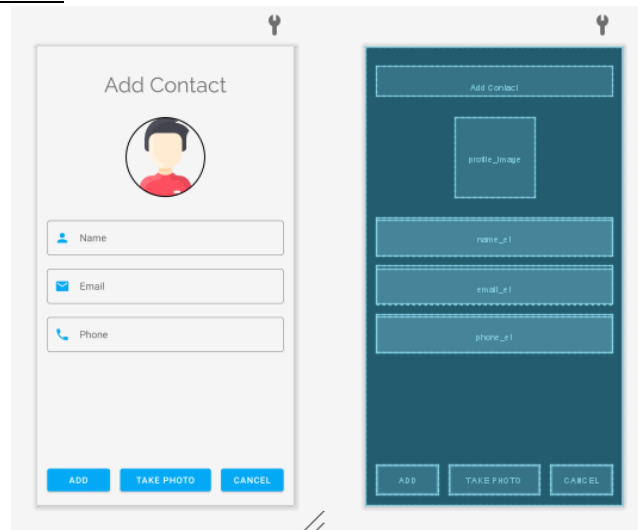 Add Contact
Name
Email
Phone
ADD TAKE PHOTO CANCEL
Add Contact
profile_image
name_et
email_et
phone_et
ADD TAKE PHOTO CANCEL